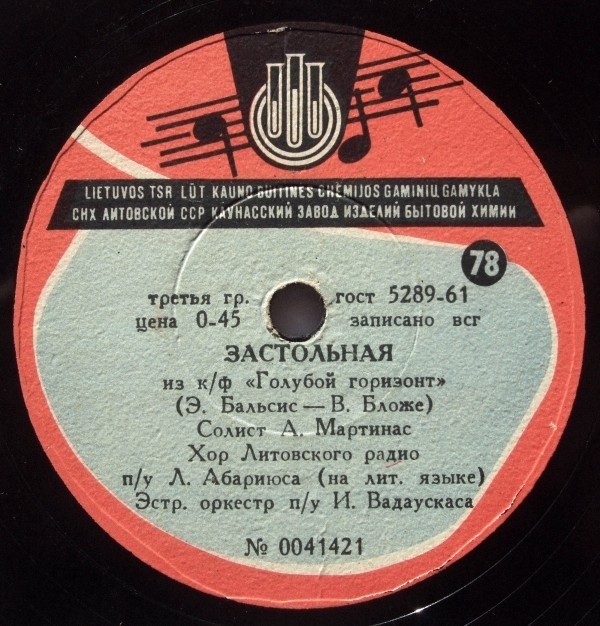 LIETUVOS TSR LŪT KAUNO BUITINES CHEMIJOS GAMINIŲ GAMYKLA
СНХ ЛИТОВСКОЙ ССР КАУНАССКИЙ ЗАВОД ИЗДЕЛИЙ БЫТОВОЙ ХИМИИ
78
третья гр. гост 5289-61
цена 0-45 записано всг
ЗАСТОЛЬНАЯ
из к/ф «Голубой горизонт»
(Э. Бальсис — В. Бложе)
Солист А. Мартинас
Хор Литовского радио
п/у Л. Абариюса (на лит. языке)
Эстр. оркестр п/у И. Вадаускаса
№ 0041421